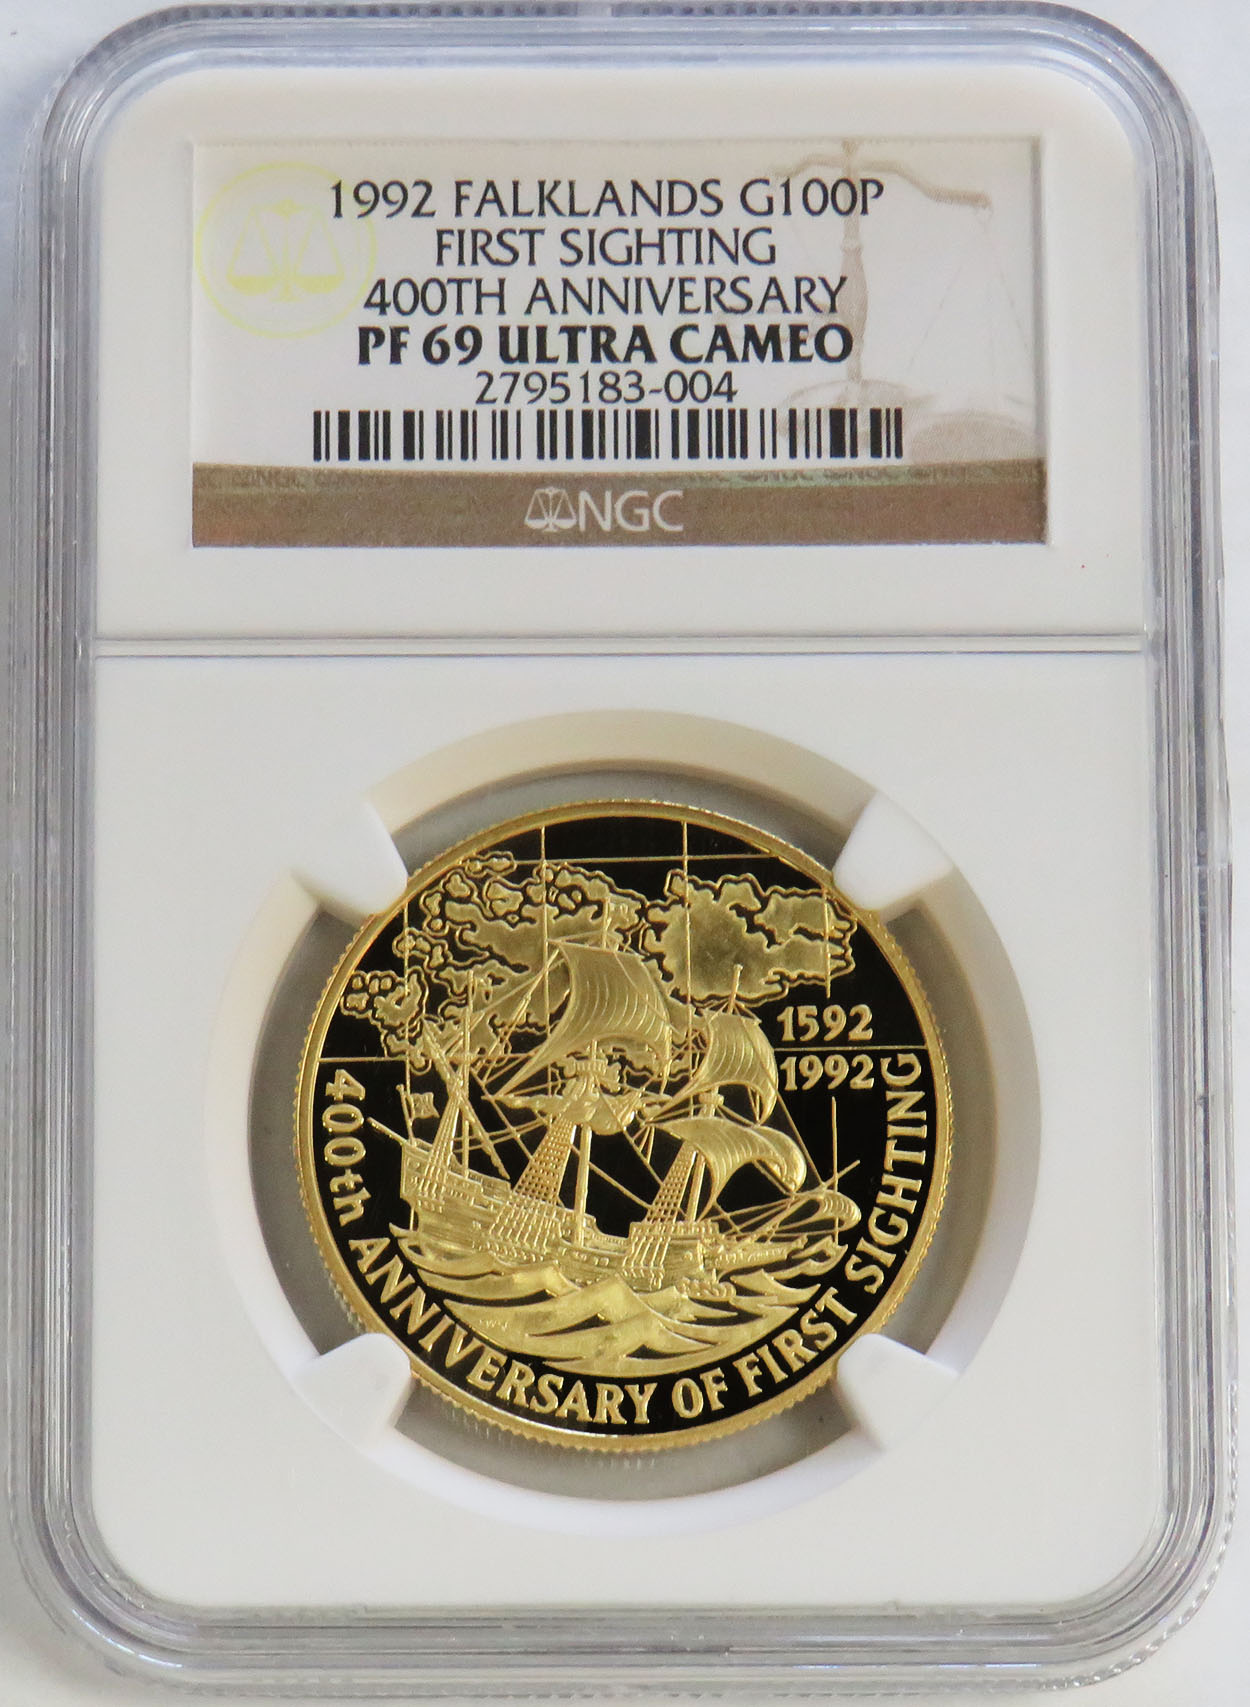 1992 FALKLANDS G100P
FIRST SIGHTING
400TH ANNIVERSARY
PF 69 ULTRA CAMEO
2795183-004
NGC
1592
1992
400th ANNIVERSARY OF FIRST SIGHTING